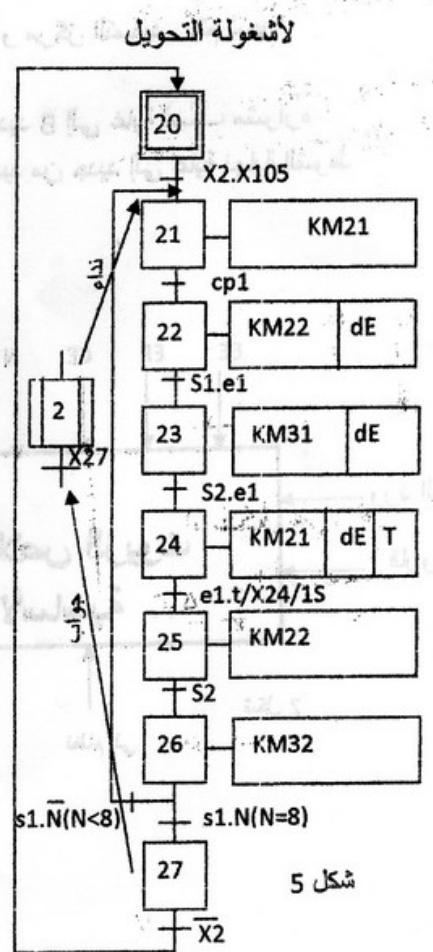 لأشغولة التحويل
20
X2.X105
21 KM21
نداء
cp1
22 KM22 dE
S1.e1
2
23 KM31 dE
X27
S2.e1
24 KM21 dE T
e1.t/X24/1S
25 KM22
S2
26 KM32
s1.N̅(N<8) s1.N(N=8)
27
شكل 5
X̅2̅